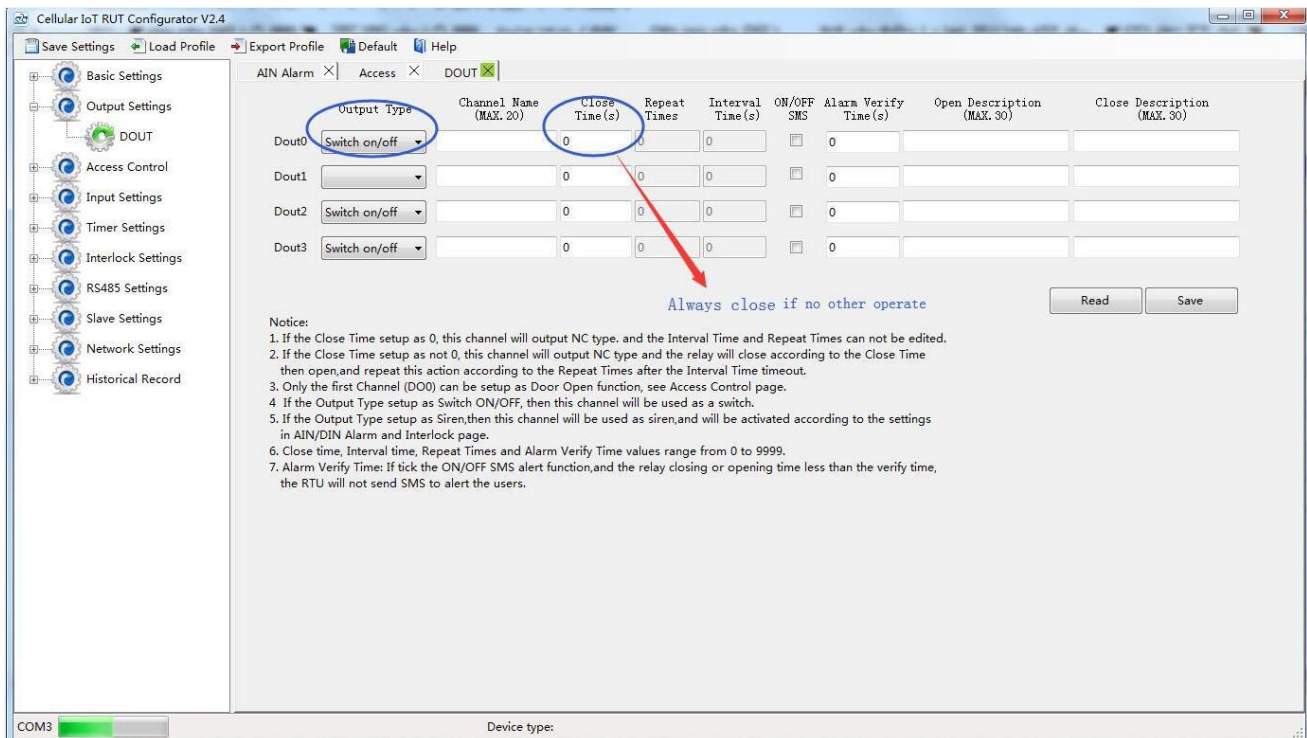 Cellular IoT RUT Configurator V2.4
Save Settings Load Profile Export Profile Default Help
AIN Alarm Access DOUT
Basic Settings
Output Settings
DOUT
Access Control
Input Settings
Timer Settings
Interlock Settings
RS485 Settings
Slave Settings
Network Settings
Historical Record
Output Type Channel Name (MAX. 20) Close Time(s) Repeat Times Interval Time(s) ON/OFF SMS Alarm Verify Time(s) Open Description (MAX. 30) Close Description (MAX. 30)
Dout0 Switch on/off 0 0 0 0
Dout1 0 0 0 0
Dout2 Switch on/off 0 0 0 0
Dout3 Switch on/off 0 0 0 0
Always close if no other operate
Read Save
Notice:
1. If the Close Time setup as 0, this channel will output NC type. and the Interval Time and Repeat Times can not be edited.
2. If the Close Time setup as not 0, this channel will output NC type and the relay will close according to the Close Time
then open,and repeat this action according to the Repeat Times after the Interval Time timeout.
3. Only the first Channel (DO0) can be setup as Door Open function, see Access Control page.
4 If the Output Type setup as Switch ON/OFF, then this channel will be used as a switch.
5. If the Output Type setup as Siren,then this channel will be used as siren,and will be activated according to the settings
in AIN/DIN Alarm and Interlock page.
6. Close time, Interval time, Repeat Times and Alarm Verify Time values range from 0 to 9999.
7. Alarm Verify Time: If tick the ON/OFF SMS alert function,and the relay closing or opening time less than the verify time,
the RTU will not send SMS to alert the users.
COM3 Device type: